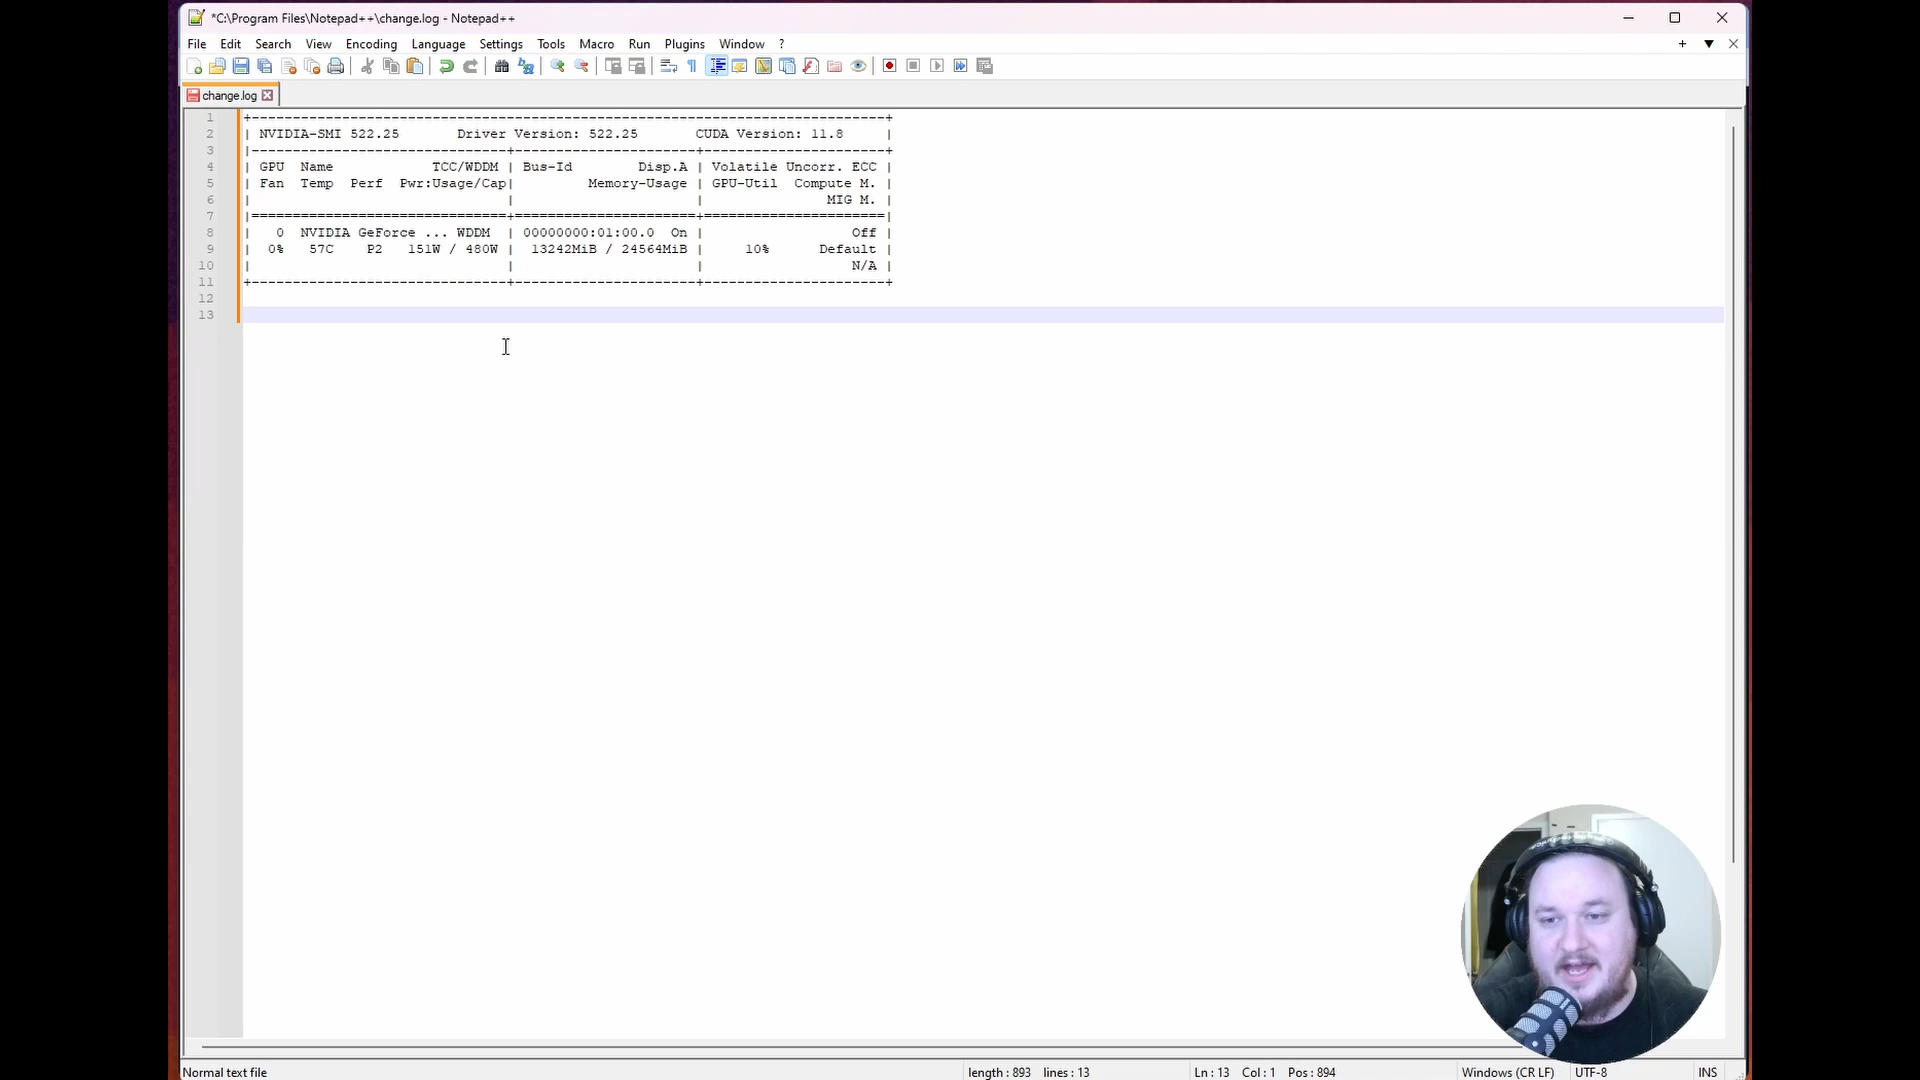 *C:\Program Files\Notepad++\change.log - Notepad++
File Edit Search View Encoding Language Settings Tools Macro Run Plugins Window ?
+ ▼ ✕
change.log
1 +-----------------------------------------------------------------------------+
2 | NVIDIA-SMI 522.25       Driver Version: 522.25       CUDA Version: 11.8     |
3 |-------------------------------+----------------------+----------------------+
4 | GPU  Name            TCC/WDDM | Bus-Id        Disp.A | Volatile Uncorr. ECC |
5 | Fan  Temp  Perf  Pwr:Usage/Cap|         Memory-Usage | GPU-Util  Compute M. |
6 |                               |                      |               MIG M. |
7 |===============================+======================+======================|
8 |   0  NVIDIA GeForce ... WDDM  | 00000000:01:00.0  On |                  Off |
9 |  0%   57C    P2   151W / 480W |  13242MiB / 24564MiB |     10%      Default |
10 |                               |                      |                  N/A |
11 +-------------------------------+----------------------+----------------------+
12
13
Normal text file length : 893 lines : 13 Ln : 13 Col : 1 Pos : 894 Windows (CR LF) UTF-8 INS